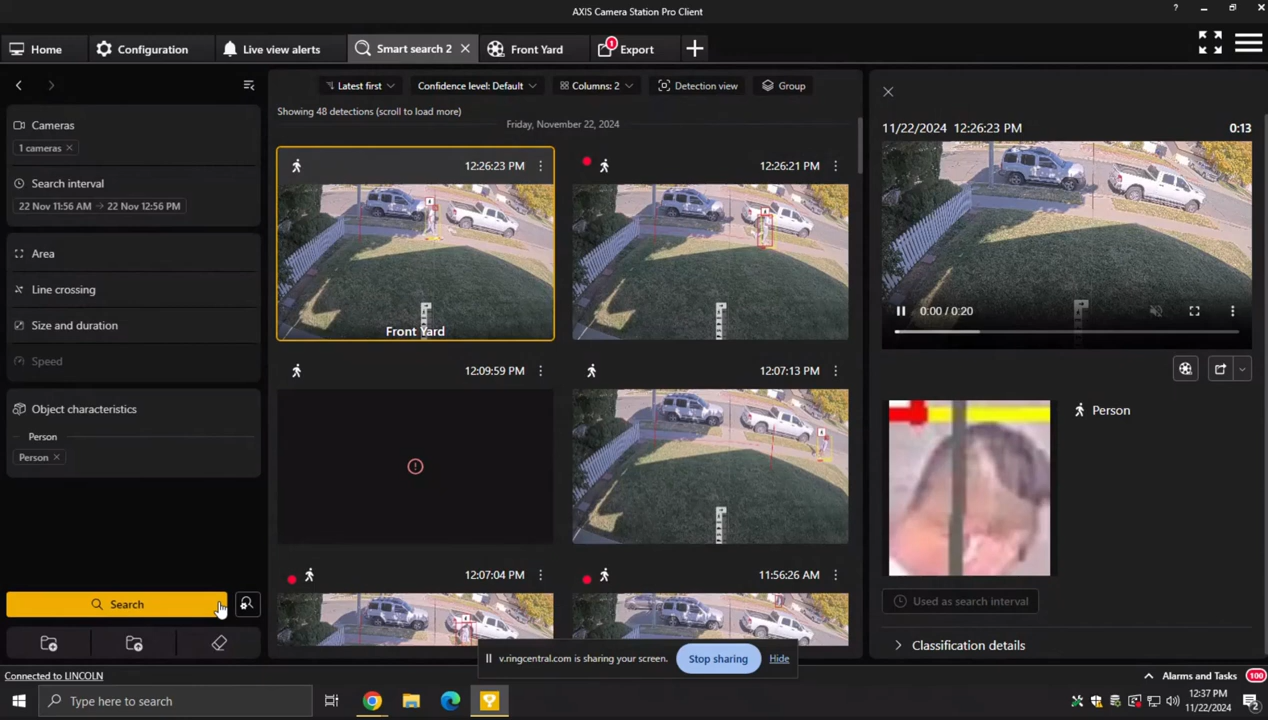 AXIS Camera Station Pro Client
Home
Configuration
Live view alerts
Smart search 2
Front Yard
1
Export
Cameras
1 cameras
Search interval
22 Nov 11:56 AM → 22 Nov 12:56 PM
Area
Line crossing
Size and duration
Speed
Object characteristics
Person
Person
Search
Latest first
Confidence level: Default
Columns: 2
Detection view
Group
Showing 48 detections (scroll to load more)
Friday, November 22, 2024
12:26:23 PM
12:26:21 PM
Front Yard
12:09:59 PM
12:07:13 PM
12:07:04 PM
11:56:26 AM
11/22/2024 12:26:23 PM
0:13
0:00 / 0:20
Person
Used as search interval
Classification details
v.ringcentral.com is sharing your screen.
Stop sharing
Hide
Connected to LINCOLN
Alarms and Tasks
100
Type here to search
12:37 PM
11/22/2024
2